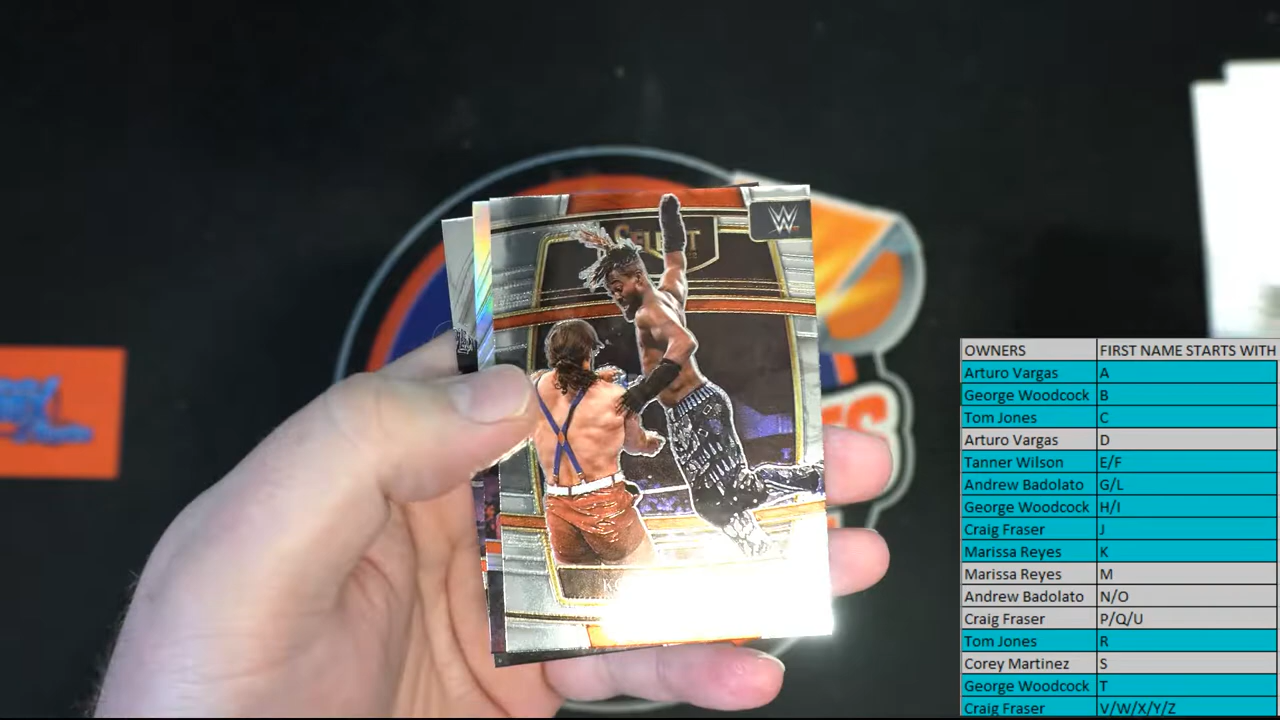 SELECT
W
OWNERS FIRST NAME STARTS WITH
Arturo Vargas A
George Woodcock B
Tom Jones C
Arturo Vargas D
Tanner Wilson E/F
Andrew Badolato G/L
George Woodcock H/I
Craig Fraser J
Marissa Reyes K
Marissa Reyes M
Andrew Badolato N/O
Craig Fraser P/Q/U
Tom Jones R
Corey Martinez S
George Woodcock T
Craig Fraser V/W/X/Y/Z